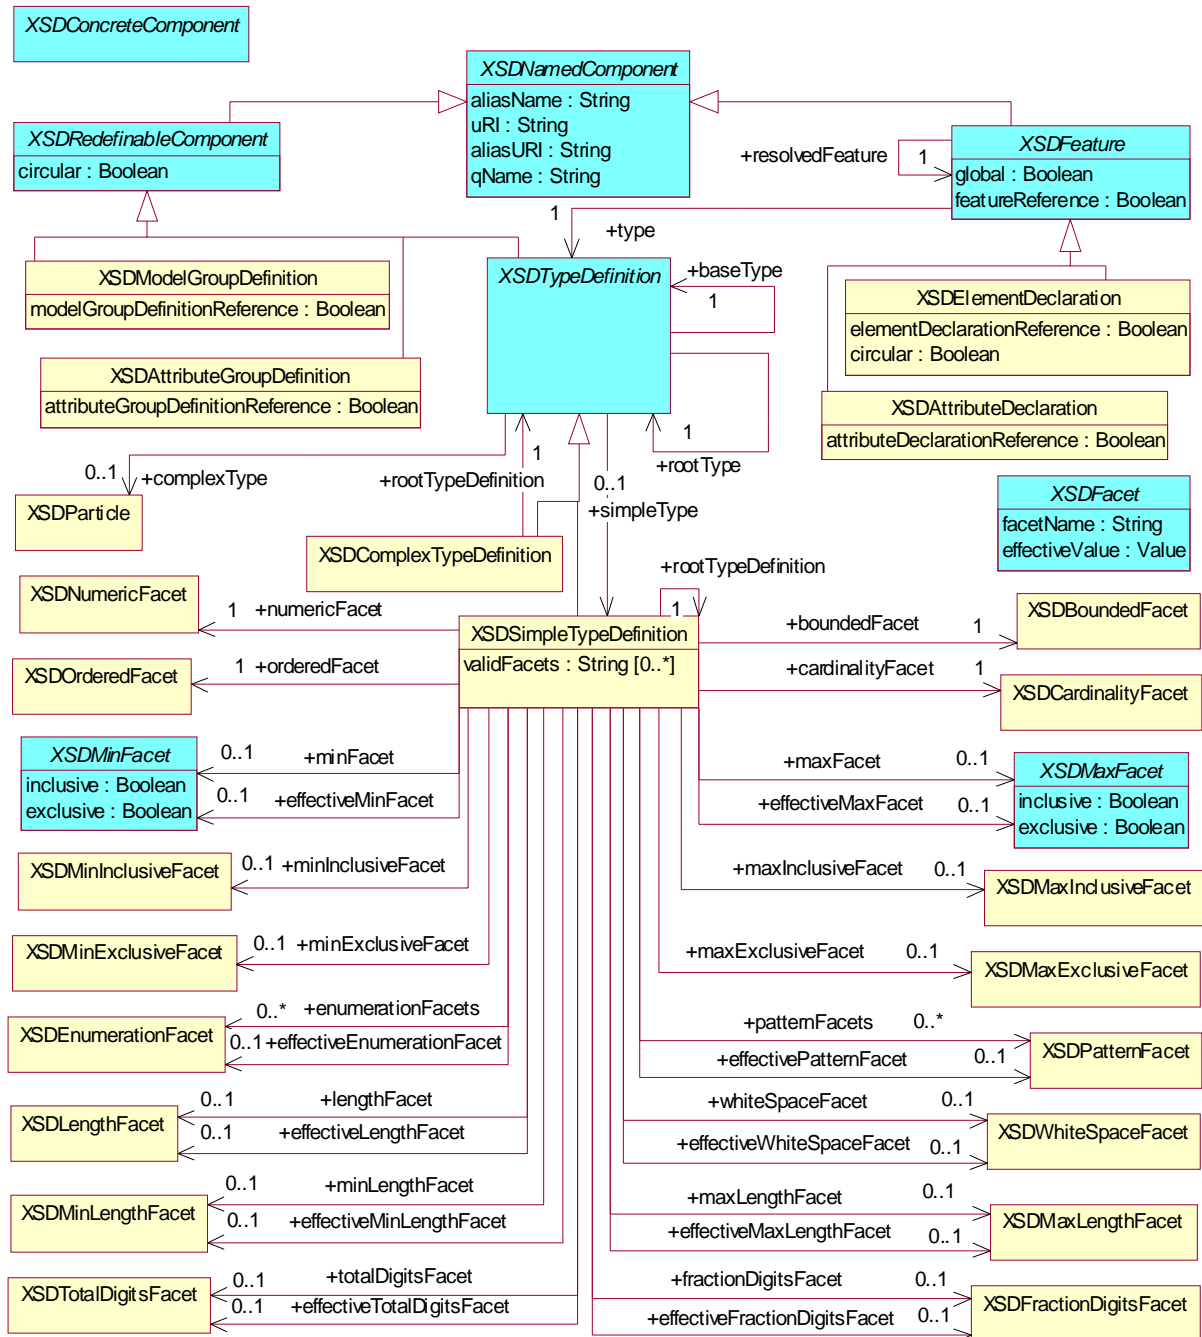 XSDConcreteComponent
XSDNamedComponent
aliasName : String
uRI : String
aliasURI : String
qName : String
XSDRedefinableComponent
circular : Boolean
XSDFeature
global : Boolean
featureReference : Boolean
+resolvedFeature
1
1
+type
XSDModelGroupDefinition
modelGroupDefinitionReference : Boolean
XSDTypeDefinition
+baseType
1
XSDElementDeclaration
elementDeclarationReference : Boolean
circular : Boolean
XSDAttributeGroupDefinition
attributeGroupDefinitionReference : Boolean
XSDAttributeDeclaration
attributeDeclarationReference : Boolean
1
+rootType
0..1
+complexType
1
+rootTypeDefinition
0..1
+simpleType
XSDParticle
XSDComplexTypeDefinition
XSDFacet
facetName : String
effectiveValue : Value
+rootTypeDefinition
1
XSDNumericFacet
1
+numericFacet
XSDSimpleTypeDefinition
validFacets : String [0..*]
+boundedFacet
1
XSDBoundedFacet
XSDOrderedFacet
1
+orderedFacet
+cardinalityFacet
1
XSDCardinalityFacet
XSDMinFacet
inclusive : Boolean
exclusive : Boolean
0..1
+minFacet
0..1
+effectiveMinFacet
+maxFacet
0..1
+effectiveMaxFacet
0..1
XSDMaxFacet
inclusive : Boolean
exclusive : Boolean
XSDMinInclusiveFacet
0..1
+minInclusiveFacet
+maxInclusiveFacet
0..1
XSDMaxInclusiveFacet
XSDMinExclusiveFacet
0..1
+minExclusiveFacet
+maxExclusiveFacet
0..1
XSDMaxExclusiveFacet
XSDEnumerationFacet
0..*
+enumerationFacets
0..1
+effectiveEnumerationFacet
+patternFacets
0..*
+effectivePatternFacet
0..1
XSDPatternFacet
XSDLengthFacet
0..1
+lengthFacet
0..1
+effectiveLengthFacet
+whiteSpaceFacet
0..1
+effectiveWhiteSpaceFacet
0..1
XSDWhiteSpaceFacet
XSDMinLengthFacet
0..1
+minLengthFacet
0..1
+effectiveMinLengthFacet
+maxLengthFacet
0..1
+effectiveMaxLengthFacet
0..1
XSDMaxLengthFacet
XSDTotalDigitsFacet
0..1
+totalDigitsFacet
0..1
+effectiveTotalDigitsFacet
+fractionDigitsFacet
0..1
+effectiveFractionDigitsFacet
0..1
XSDFractionDigitsFacet